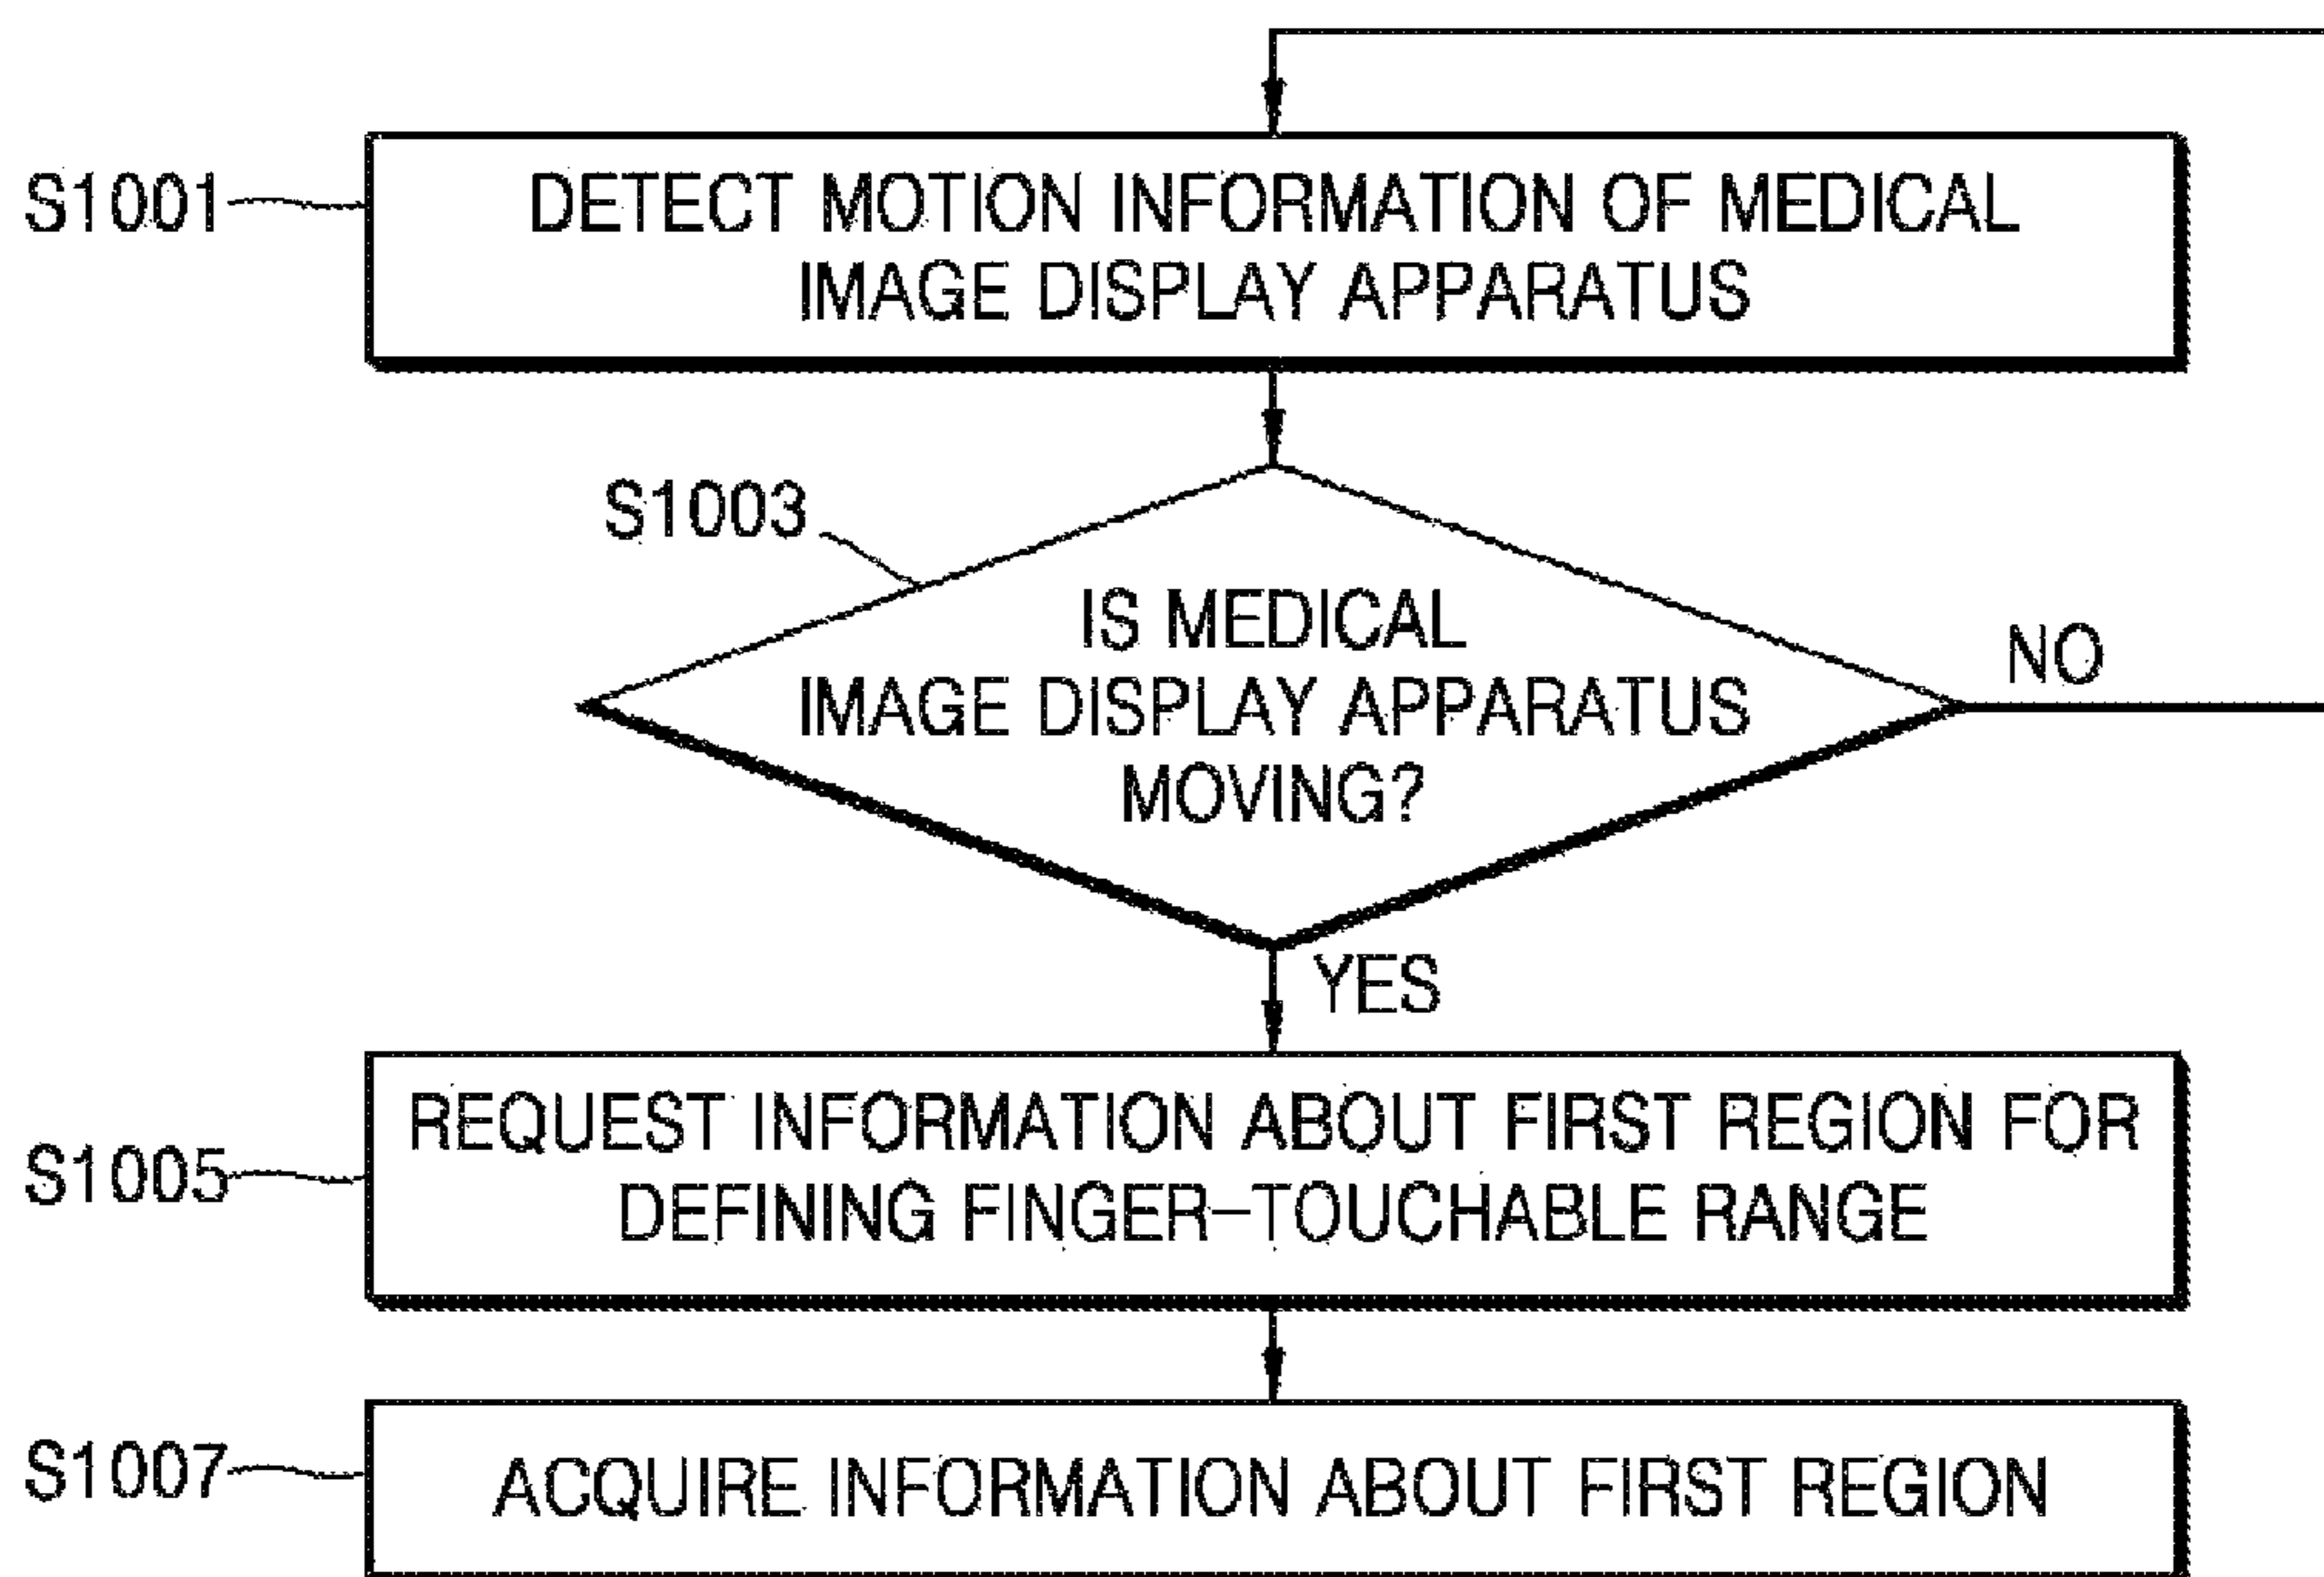 S1001
DETECT MOTION INFORMATION OF MEDICAL
IMAGE DISPLAY APPARATUS
S1003
IS MEDICAL
IMAGE DISPLAY APPARATUS
MOVING?
NO
YES
S1005
REQUEST INFORMATION ABOUT FIRST REGION FOR
DEFINING FINGER-TOUCHABLE RANGE
S1007
ACQUIRE INFORMATION ABOUT FIRST REGION